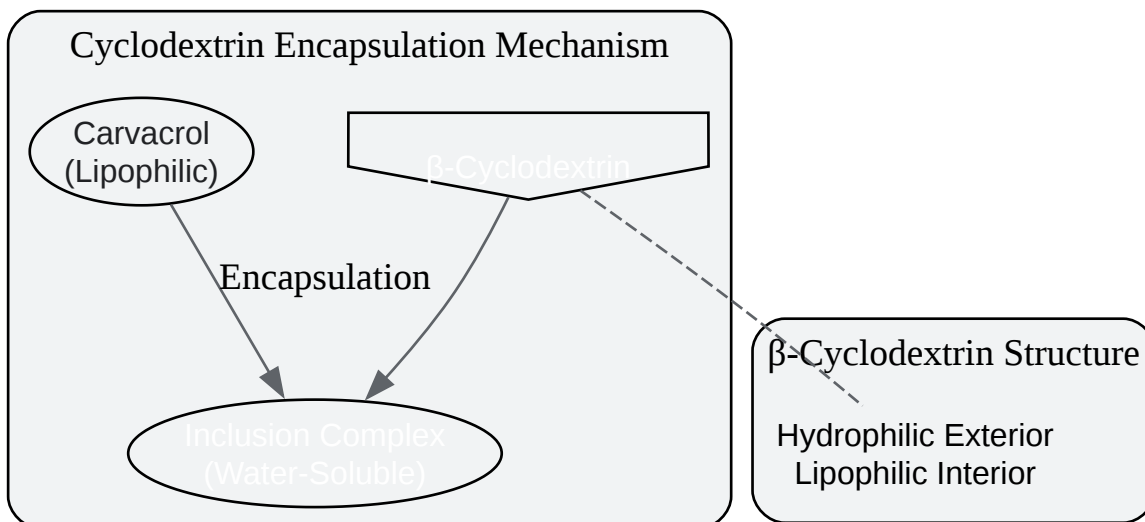 Cyclodextrin Encapsulation Mechanism
Carvacrol
(Lipophilic)
β-Cyclodextrin
Encapsulation
Inclusion Complex
(Water-Soluble)
β-Cyclodextrin Structure
Hydrophilic Exterior
Lipophilic Interior